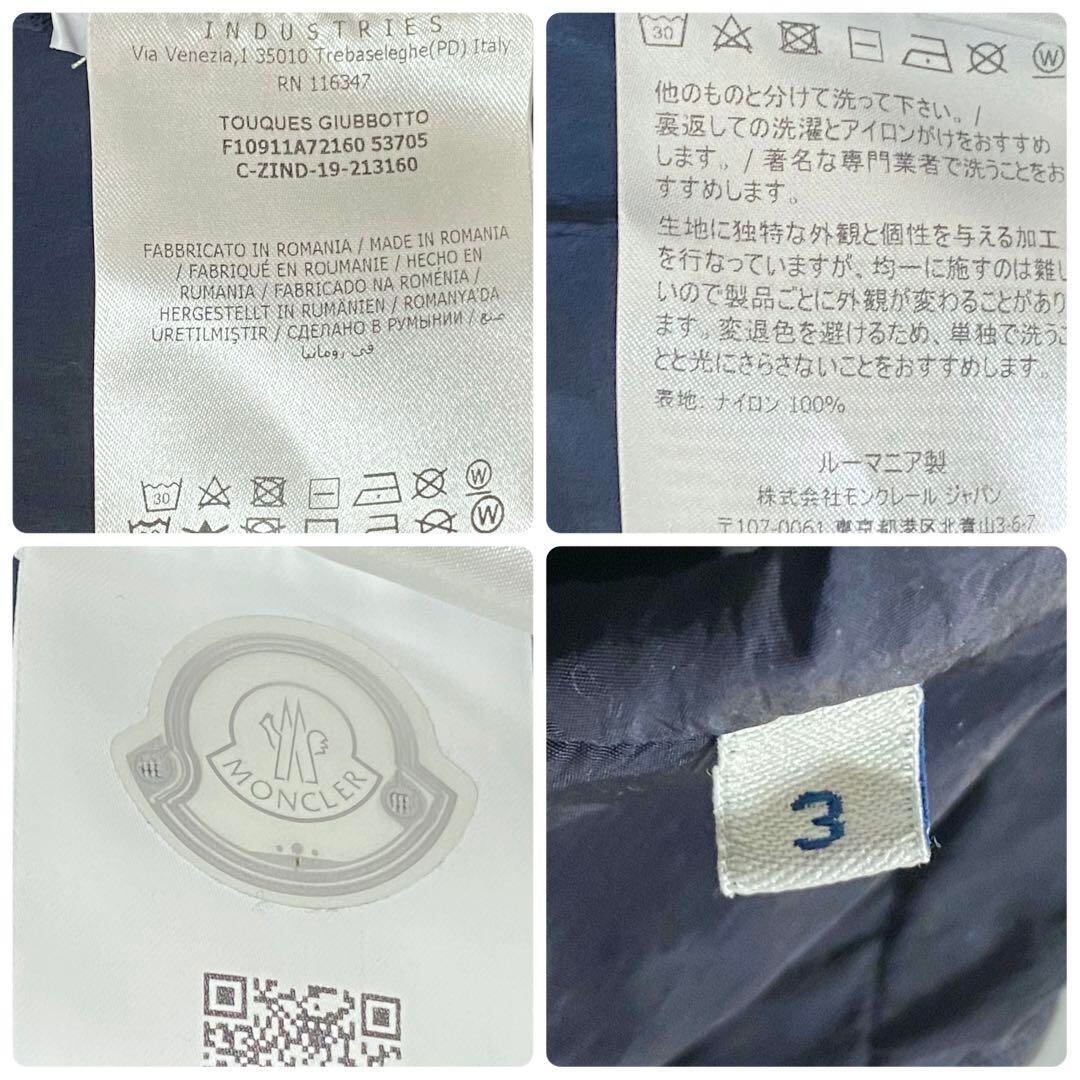 INDUSTRIES
Via Venezia,1 35010 Trebaseleghe(PD) Italy
RN 116347
TOUQUES GIUBBOTTO
F10911A72160 53705
C-ZIND-19-213160
FABBRICATO IN ROMANIA / MADE IN ROMANIA
/ FABRIQUÉ EN ROUMANIE / HECHO EN
RUMANIA / FABRICADO NA ROMÉNIA /
HERGESTELLT IN RUMÄNIEN / ROMANYA'DA
URETILMIŞTIR / СДЕЛАНО В РУМЫНИИ / صنع
في رومانيا
30
W
W
30
W
他のものと分けて洗って下さい。/
裏返しての洗濯とアイロンがけをおすすめ
します。/ 著名な専門業者で洗うことをお
すすめします。
生地に独特な外観と個性を与える加工
を行なっていますが、均一に施すのは難し
いので製品ごとに外観が変わることがあり
ます。変退色を避けるため、単独で洗うこ
とと光にさらさないことをおすすめします。
表地: ナイロン 100%
ルーマニア製
株式会社モンクレール ジャパン
〒107-0061 東京都港区北青山3-6-7
MONCLER
3